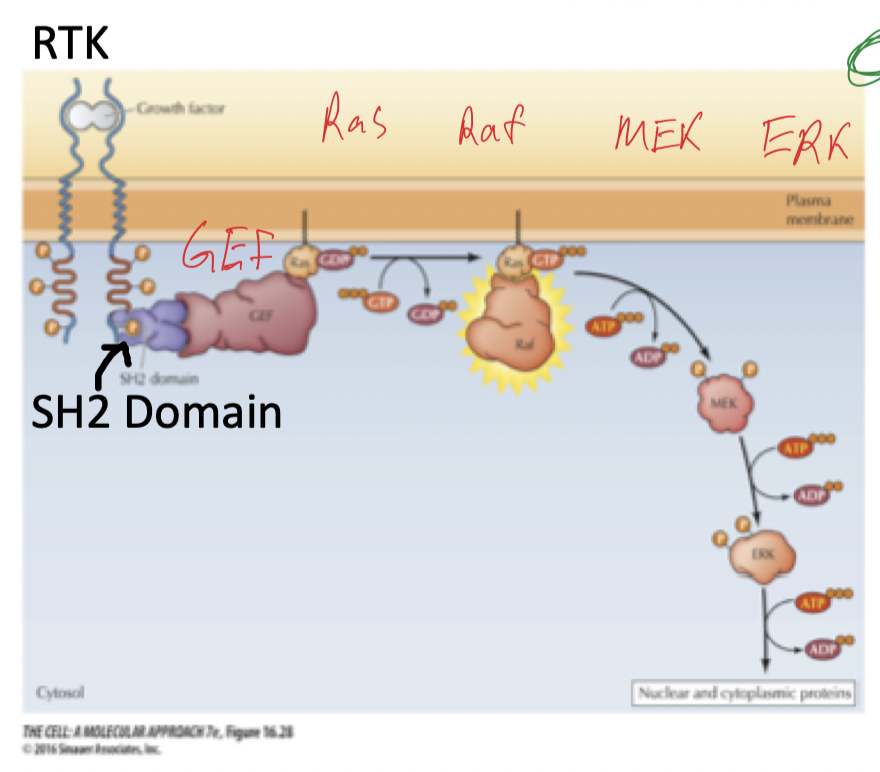 RTK
Growth factor
Ras Raf MEK ERK
Plasma
membrane
GEF
P
P
P
P
P
P
Ras GDP
GTP
GDP
Ras GTP
GEF
Raf
ATP
ADP
SH2 domain
SH2 Domain
P
P
MEK
ATP
ADP
P
P
ERK
ATP
ADP
Cytosol
Nuclear and cytoplasmic proteins
THE CELL: A MOLECULAR APPROACH 7e, Figure 16.28
© 2016 Sinauer Associates, Inc.